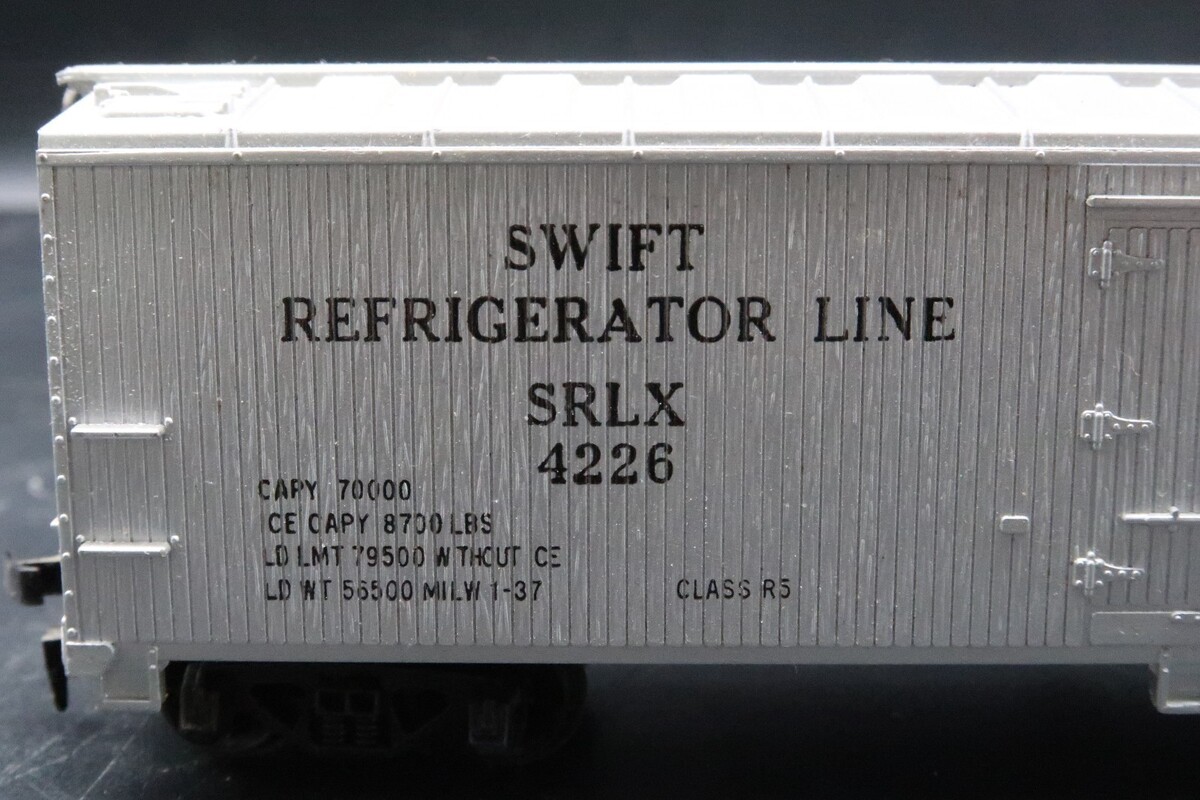 SWIFT
REFRIGERATOR LINE
SRLX
4226
CAPY 70000
CE CAPY 8700 LBS
LD LMT 79500 W THOUT CE
LD WT 56500 MILW 1-37
CLASS R5